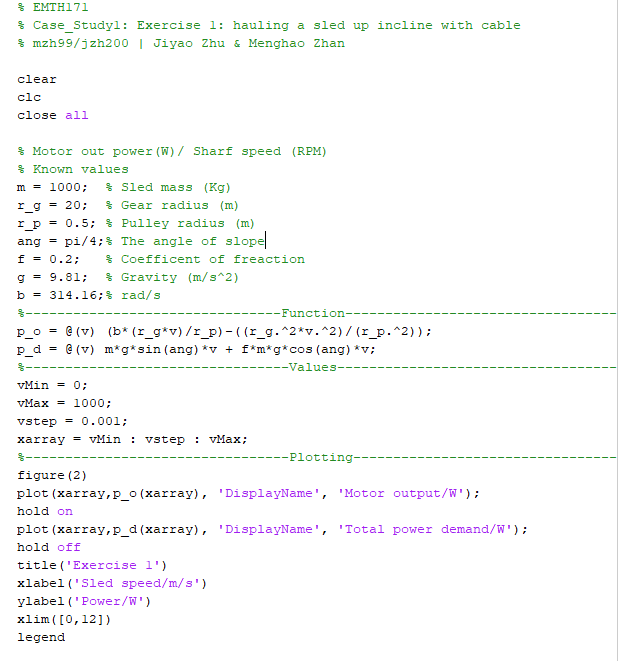 % EMTH171
% Case_Study1: Exercise 1: hauling a sled up incline with cable
% mzh99/jzh200 | Jiyao Zhu & Menghao Zhan
clear
clc
close all
% Motor out power(W)/ Sharf speed (RPM)
% Known values
m = 1000;  % Sled mass (Kg)
r_g = 20;  % Gear radius (m)
r_p = 0.5; % Pulley radius (m)
ang = pi/4;% The angle of slope
f = 0.2;   % Coefficent of freaction
g = 9.81;  % Gravity (m/s^2)
b = 314.16;% rad/s
%---------------------------------Function----------------------------------
p_o = @(v) (b*(r_g*v)/r_p)-((r_g.^2*v.^2)/(r_p.^2));
p_d = @(v) m*g*sin(ang)*v + f*m*g*cos(ang)*v;
%---------------------------------Values-----------------------------------
vMin = 0;
vMax = 1000;
vstep = 0.001;
xarray = vMin : vstep : vMax;
%---------------------------------Plotting---------------------------------
figure(2)
plot(xarray,p_o(xarray), 'DisplayName', 'Motor output/W');
hold on
plot(xarray,p_d(xarray), 'DisplayName', 'Total power demand/W');
hold off
title('Exercise 1')
xlabel('Sled speed/m/s')
ylabel('Power/W')
xlim([0,12])
legend